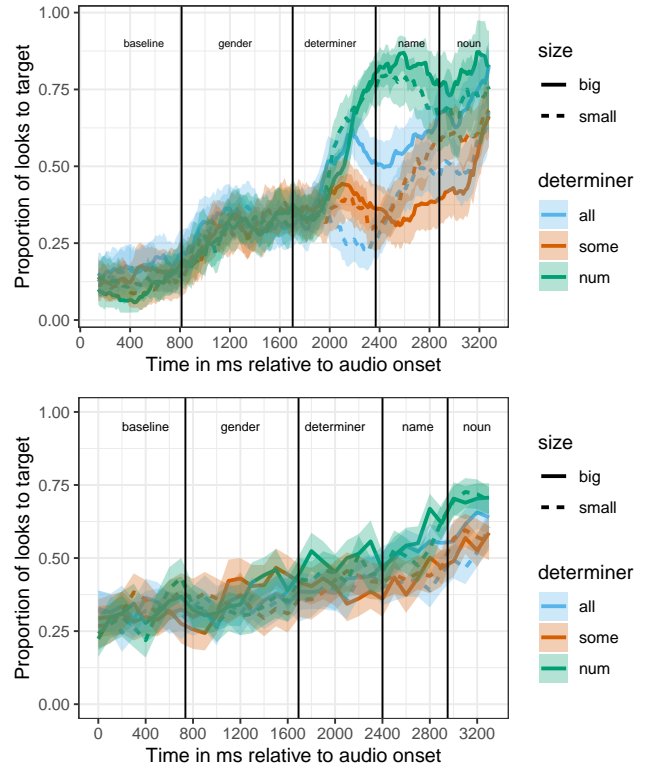 1.00
0.75
0.50
0.25
0.00
Proportion of looks to target
baseline
gender
determiner
name
noun
0
400
800
1200
1600
2000
2400
2800
3200
Time in ms relative to audio onset
size
big
small
determiner
all
some
num
1.00
0.75
0.50
0.25
0.00
Proportion of looks to target
baseline
gender
determiner
name
noun
0
400
800
1200
1600
2000
2400
2800
3200
Time in ms relative to audio onset
size
big
small
determiner
all
some
num